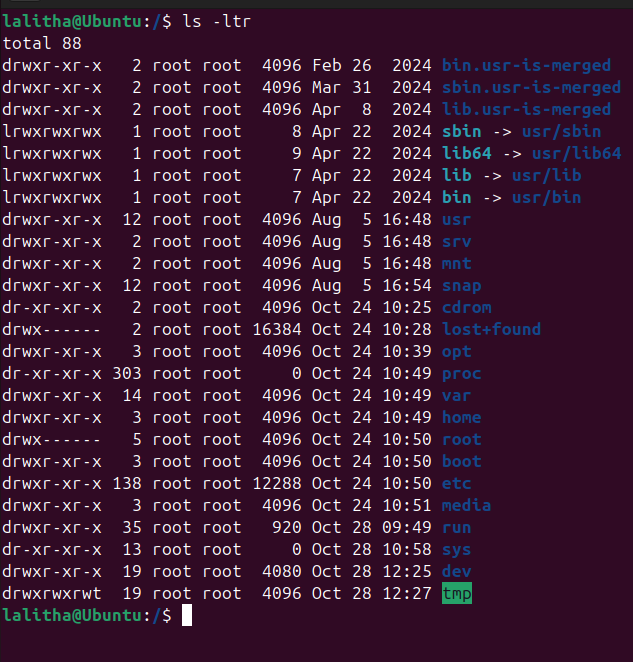 lalitha@Ubuntu:/$ ls -ltr
total 88
drwxr-xr-x   2 root root  4096 Feb 26  2024 bin.usr-is-merged
drwxr-xr-x   2 root root  4096 Mar 31  2024 sbin.usr-is-merged
drwxr-xr-x   2 root root  4096 Apr  8  2024 lib.usr-is-merged
lrwxrwxrwx   1 root root     8 Apr 22  2024 sbin -> usr/sbin
lrwxrwxrwx   1 root root     9 Apr 22  2024 lib64 -> usr/lib64
lrwxrwxrwx   1 root root     7 Apr 22  2024 lib -> usr/lib
lrwxrwxrwx   1 root root     7 Apr 22  2024 bin -> usr/bin
drwxr-xr-x  12 root root  4096 Aug  5 16:48 usr
drwxr-xr-x   2 root root  4096 Aug  5 16:48 srv
drwxr-xr-x   2 root root  4096 Aug  5 16:48 mnt
drwxr-xr-x  12 root root  4096 Aug  5 16:54 snap
dr-xr-xr-x   2 root root  4096 Oct 24 10:25 cdrom
drwx------   2 root root 16384 Oct 24 10:28 lost+found
drwxr-xr-x   3 root root  4096 Oct 24 10:39 opt
dr-xr-xr-x 303 root root     0 Oct 24 10:49 proc
drwxr-xr-x  14 root root  4096 Oct 24 10:49 var
drwxr-xr-x   3 root root  4096 Oct 24 10:49 home
drwx------   5 root root  4096 Oct 24 10:50 root
drwxr-xr-x   3 root root  4096 Oct 24 10:50 boot
drwxr-xr-x 138 root root 12288 Oct 24 10:50 etc
drwxr-xr-x   3 root root  4096 Oct 24 10:51 media
drwxr-xr-x  35 root root   920 Oct 28 09:49 run
dr-xr-xr-x  13 root root     0 Oct 28 10:58 sys
drwxr-xr-x  19 root root  4080 Oct 28 12:25 dev
drwxrwxrwt  19 root root  4096 Oct 28 12:27 tmp
lalitha@Ubuntu:/$